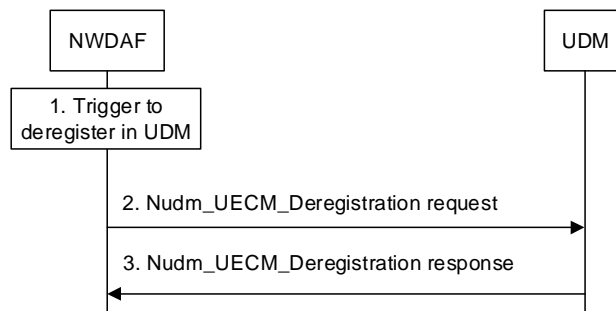 NWDAF
UDM
1. Trigger to
deregister in UDM
2. Nudm_UECM_Deregistration request
3. Nudm_UECM_Deregistration response